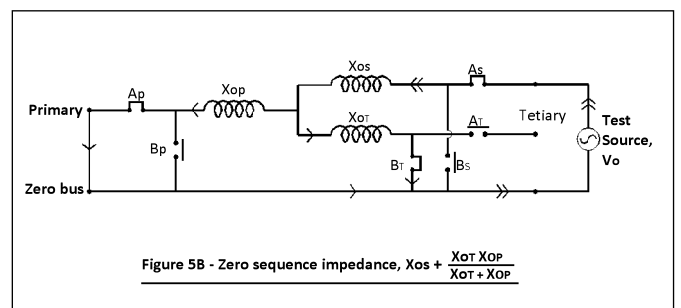 Xos
As
Ap
Xop
Primary
XoT
AT
Tetiary
Test
Source,
Vo
Bp
BT
Bs
Zero bus
Figure 5B - Zero sequence impedance, Xos + XoT XoP / XoT + XoP